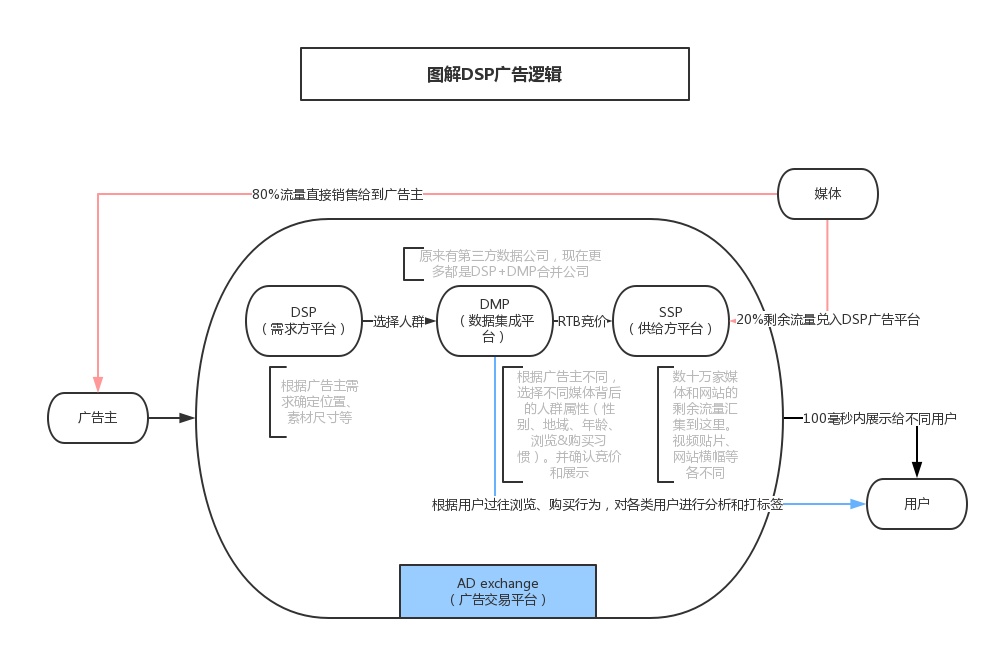 图解DSP广告逻辑
媒体
80%流量直接销售给到广告主
原来有第三方数据公司，现在更
多都是DSP+DMP合并公司
DSP
（需求方平台）
选择人群
DMP
（数据集成平
台）
RTB竞价
SSP
（供给方平台）
20%剩余流量兑入DSP广告平台
根据广告主需
求确定位置、
素材尺寸等
根据广告主不同，
选择不同媒体背后
的人群属性（性
别、地域、年龄、
浏览&购买习
惯）。并确认竞价
和展示
数十万家媒
体和网站的
剩余流量汇
集到这里。
视频贴片、
网站横幅等
各不同
广告主
100毫秒内展示给不同用户
根据用户过往浏览、购买行为，对各类用户进行分析和打标签
用户
AD exchange
（广告交易平台）